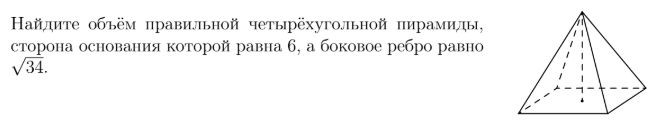 Найдите объём правильной четырёхугольной пирамиды,
сторона основания которой равна 6, а боковое ребро равно
√34.